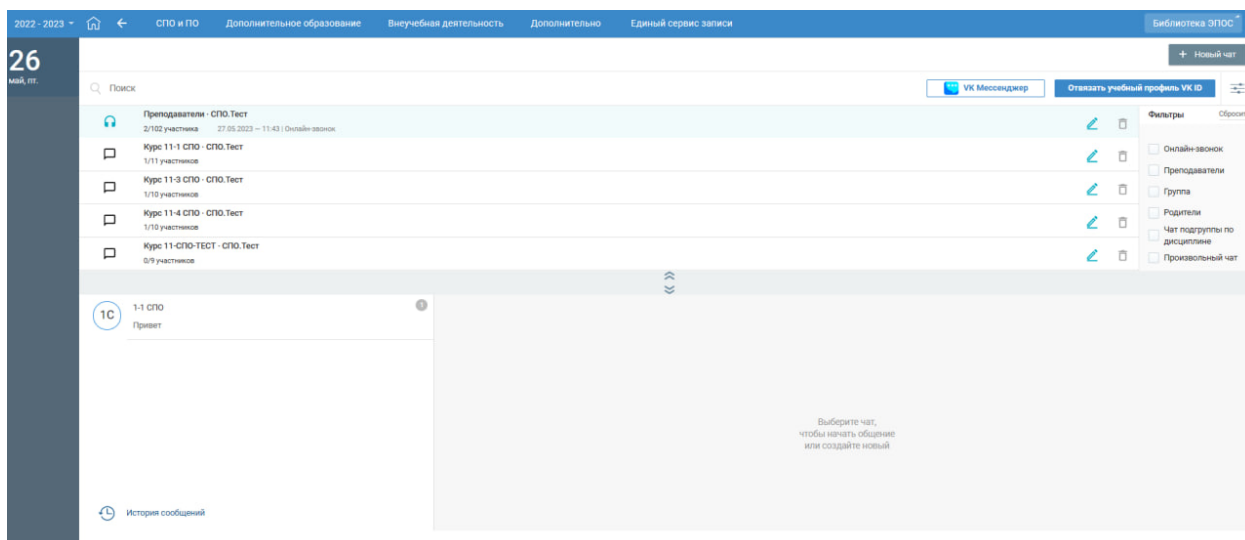 2022 - 2023 СПО и ПО Дополнительное образование Внеучебная деятельность Дополнительно Единый сервис записи Библиотека ЭПОС
26
май, пт.
+ Новый чат
Поиск
VK Мессенджер
Отвязать учебный профиль VK ID
Преподаватели · СПО.Тест
2/102 участника 27.05.2023 — 11:43 | Онлайн-звонок
Курс 11-1 СПО · СПО.Тест
1/11 участников
Курс 11-3 СПО · СПО.Тест
1/10 участников
Курс 11-4 СПО · СПО.Тест
1/10 участников
Курс 11-СПО-ТЕСТ · СПО.Тест
0/9 участников
Фильтры
Онлайн-звонок
Преподаватели
Группа
Родители
Чат подгруппы по
дисциплине
Произвольный чат
1С
1-1 СПО
1
Привет
Выберите чат,
чтобы начать общение
или создайте новый
История сообщений